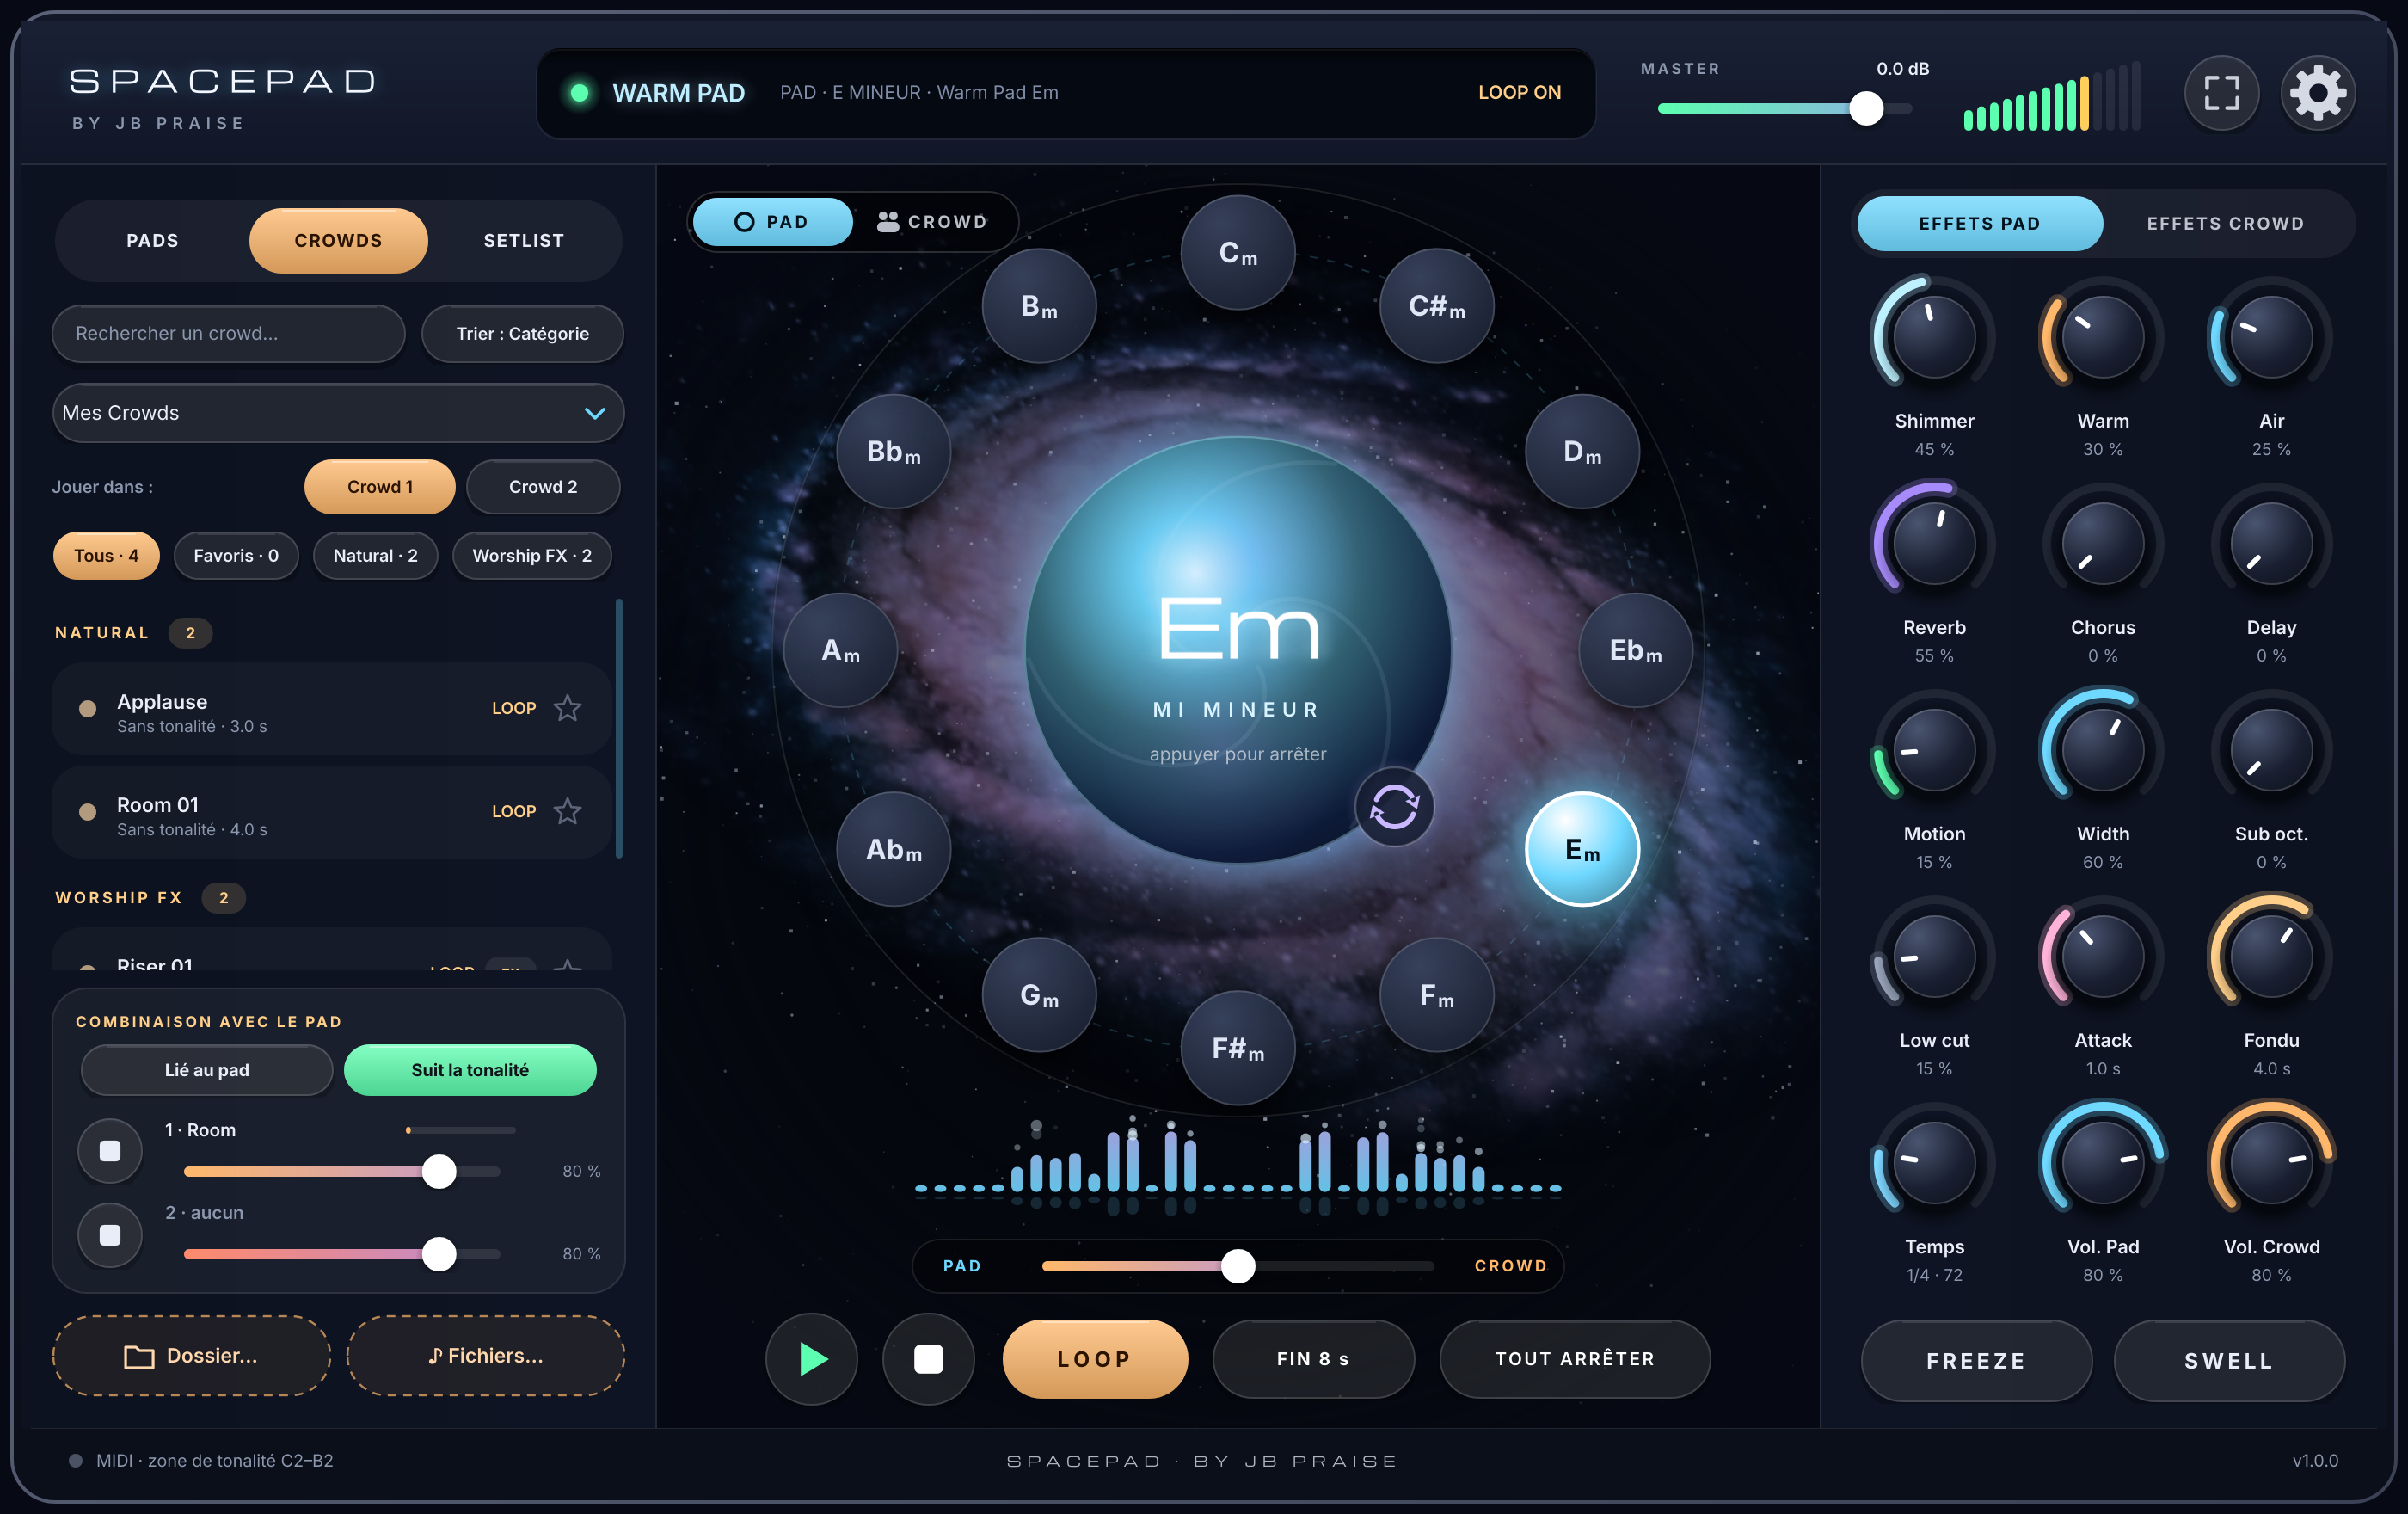 SPACEPAD
BY JB PRAISE
WARM PAD PAD · E MINEUR · Warm Pad Em LOOP ON
MASTER 0.0 dB
PADS CROWDS SETLIST
Rechercher un crowd... Trier : Catégorie
Mes Crowds
Jouer dans : Crowd 1 Crowd 2
Tous · 4 Favoris · 0 Natural · 2 Worship FX · 2
NATURAL 2
Applause
Sans tonalité · 3.0 s
LOOP
Room 01
Sans tonalité · 4.0 s
LOOP
WORSHIP FX 2
Riser 01 LOOP FX
COMBINAISON AVEC LE PAD
Lié au pad Suit la tonalité
1 · Room
80 %
2 · aucun
80 %
Dossier... Fichiers...
PAD CROWD
Cm
C#m
Dm
Ebm
Em
Fm
F#m
Gm
Abm
Am
Bbm
Bm
Em
MI MINEUR
appuyer pour arrêter
PAD CROWD
LOOP FIN 8 s TOUT ARRÊTER
EFFETS PAD EFFETS CROWD
Shimmer Warm Air
45 % 30 % 25 %
Reverb Chorus Delay
55 % 0 % 0 %
Motion Width Sub oct.
15 % 60 % 0 %
Low cut Attack Fondu
15 % 1.0 s 4.0 s
Temps Vol. Pad Vol. Crowd
1/4 · 72 80 % 80 %
FREEZE SWELL
MIDI · zone de tonalité C2–B2 SPACEPAD · BY JB PRAISE v1.0.0